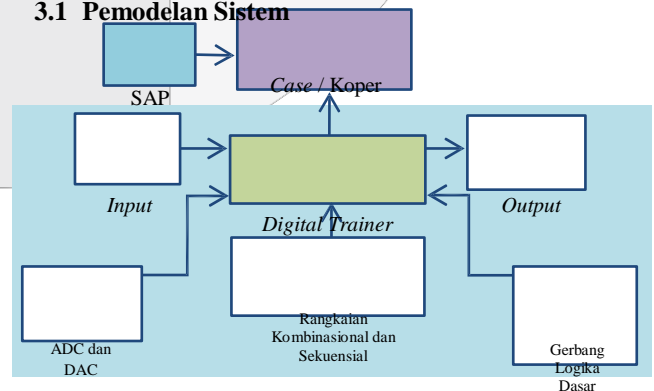 3.1 Pemodelan Sistem
Case / Koper
SAP
Input
Digital Trainer
Output
ADC dan
DAC
Rangkaian
Kombinasional dan
Sekuensial
Gerbang
Logika
Dasar